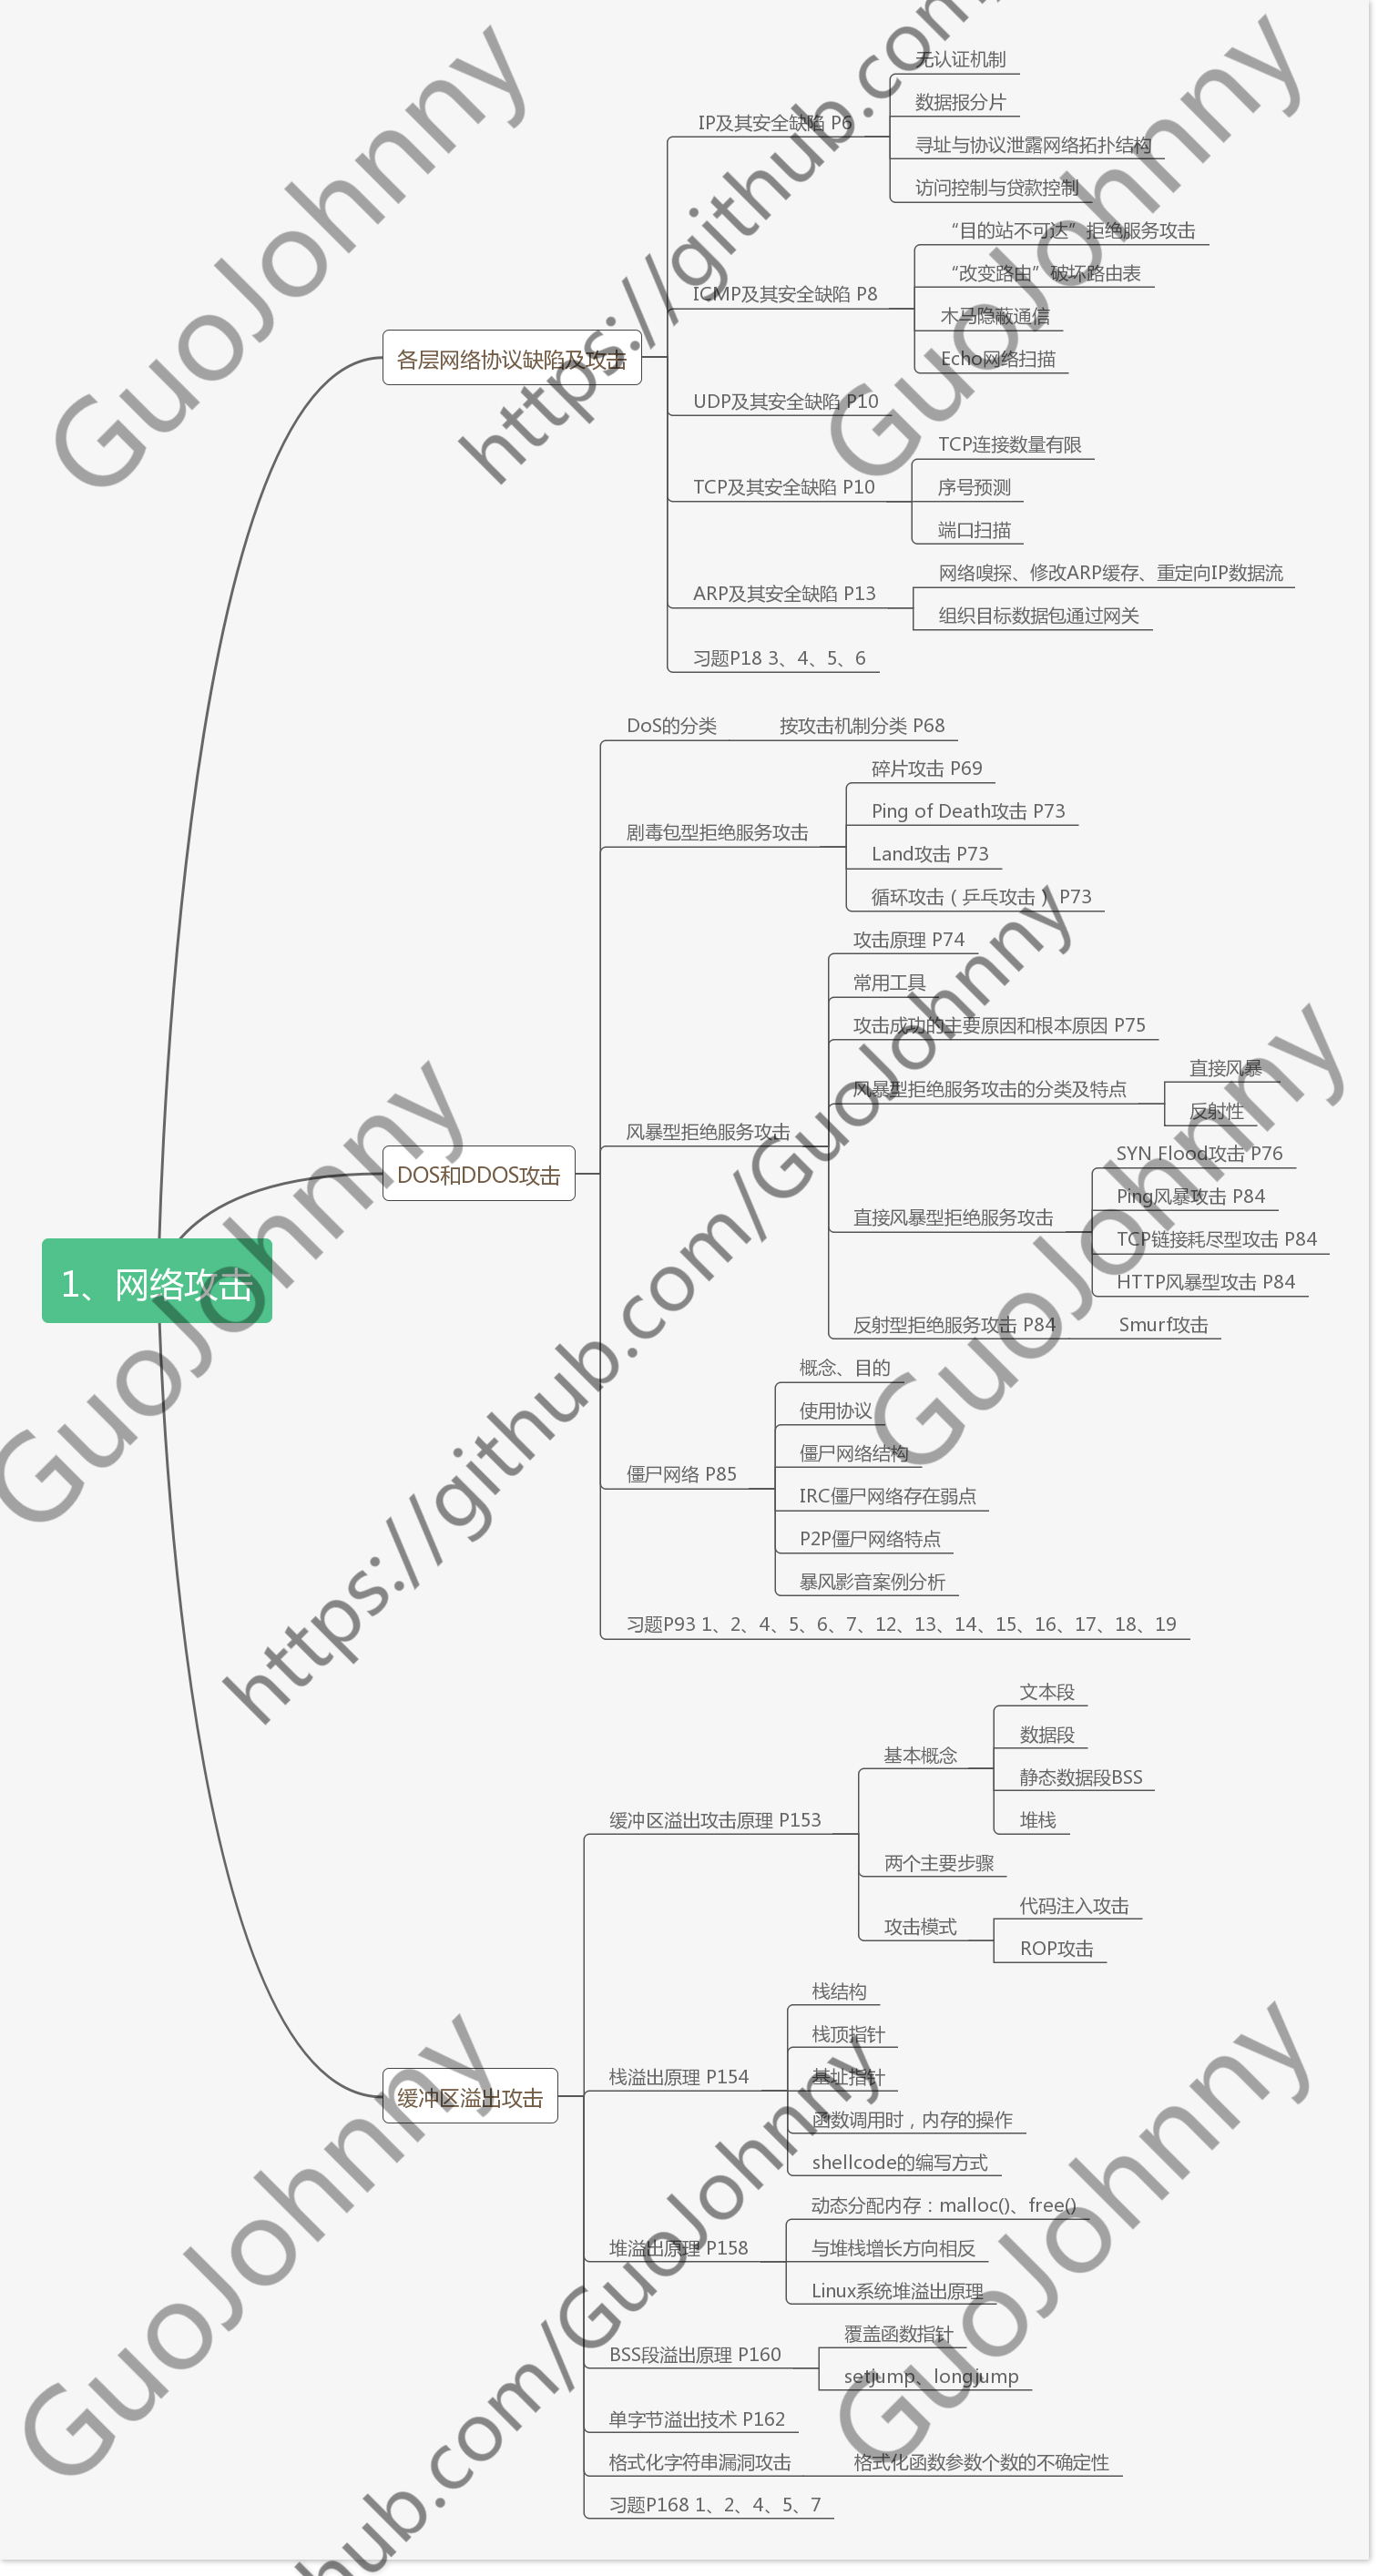 1、网络攻击
各层网络协议缺陷及攻击
IP及其安全缺陷 P6
无认证机制
数据报分片
寻址与协议泄露网络拓扑结构
访问控制与贷款控制
ICMP及其安全缺陷 P8
“目的站不可达”拒绝服务攻击
“改变路由”破坏路由表
木马隐蔽通信
Echo网络扫描
UDP及其安全缺陷 P10
TCP及其安全缺陷 P10
TCP连接数量有限
序号预测
端口扫描
ARP及其安全缺陷 P13
网络嗅探、修改ARP缓存、重定向IP数据流
组织目标数据包通过网关
习题P18 3、4、5、6
DOS和DDOS攻击
DoS的分类
按攻击机制分类 P68
剧毒包型拒绝服务攻击
碎片攻击 P69
Ping of Death攻击 P73
Land攻击 P73
循环攻击（乒乓攻击） P73
风暴型拒绝服务攻击
攻击原理 P74
常用工具
攻击成功的主要原因和根本原因 P75
风暴型拒绝服务攻击的分类及特点
直接风暴
反射性
直接风暴型拒绝服务攻击
SYN Flood攻击 P76
Ping风暴攻击 P84
TCP链接耗尽型攻击 P84
HTTP风暴型攻击 P84
反射型拒绝服务攻击 P84
Smurf攻击
僵尸网络 P85
概念、目的
使用协议
僵尸网络结构
IRC僵尸网络存在弱点
P2P僵尸网络特点
暴风影音案例分析
习题P93 1、2、4、5、6、7、12、13、14、15、16、17、18、19
缓冲区溢出攻击
缓冲区溢出攻击原理 P153
基本概念
文本段
数据段
静态数据段BSS
堆栈
两个主要步骤
攻击模式
代码注入攻击
ROP攻击
栈溢出原理 P154
栈结构
栈顶指针
基址指针
函数调用时，内存的操作
shellcode的编写方式
堆溢出原理 P158
动态分配内存：malloc()、free()
与堆栈增长方向相反
Linux系统堆溢出原理
BSS段溢出原理 P160
覆盖函数指针
setjump、longjump
单字节溢出技术 P162
格式化字符串漏洞攻击
格式化函数参数个数的不确定性
习题P168 1、2、4、5、7
GuoJohnny
https://github.com
GuoJohnny
GuoJohnny
https://github.com/GuoJohnny
GuoJohnny
GuoJohnny
hub.com/GuoJohnny
GuoJohnny